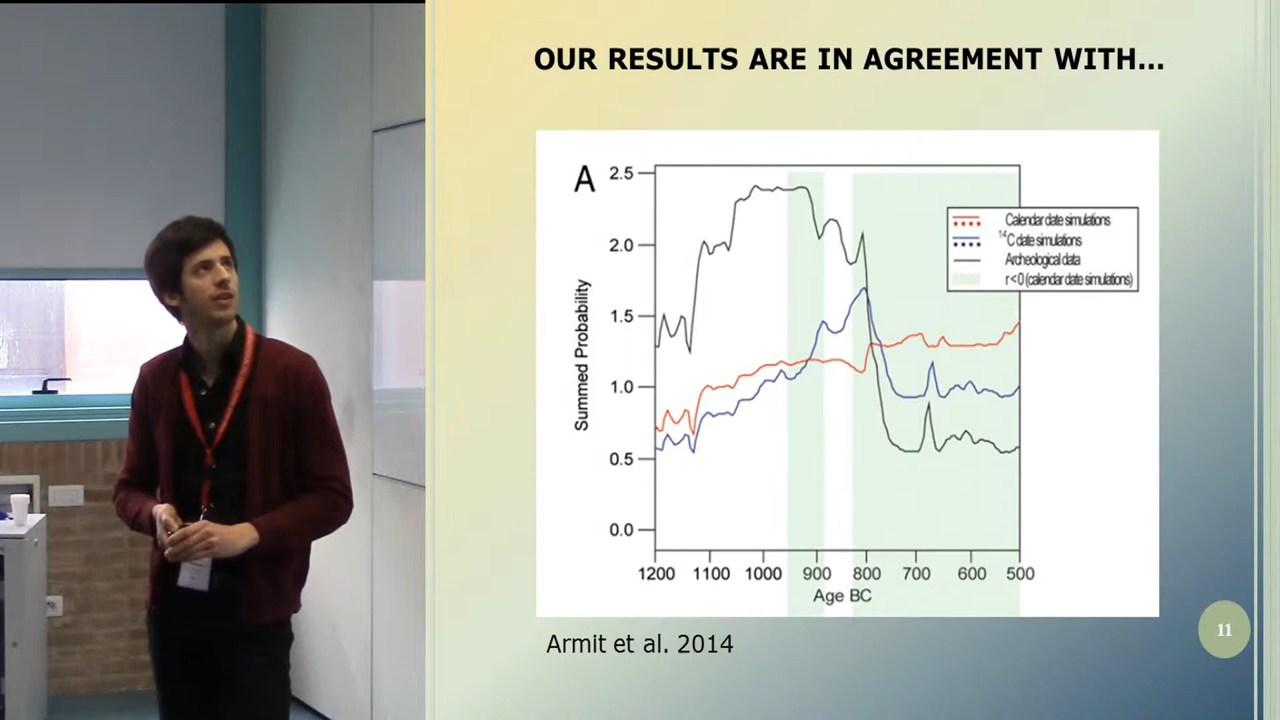 OUR RESULTS ARE IN AGREEMENT WITH...
A
2.5
2.0
1.5
1.0
0.5
0.0
Summed Probability
Calendar date simulations
14C date simulations
Archeological data
r<0 (calendar date simulations)
1200 1100 1000 900 800 700 600 500
Age BC
Armit et al. 2014
11